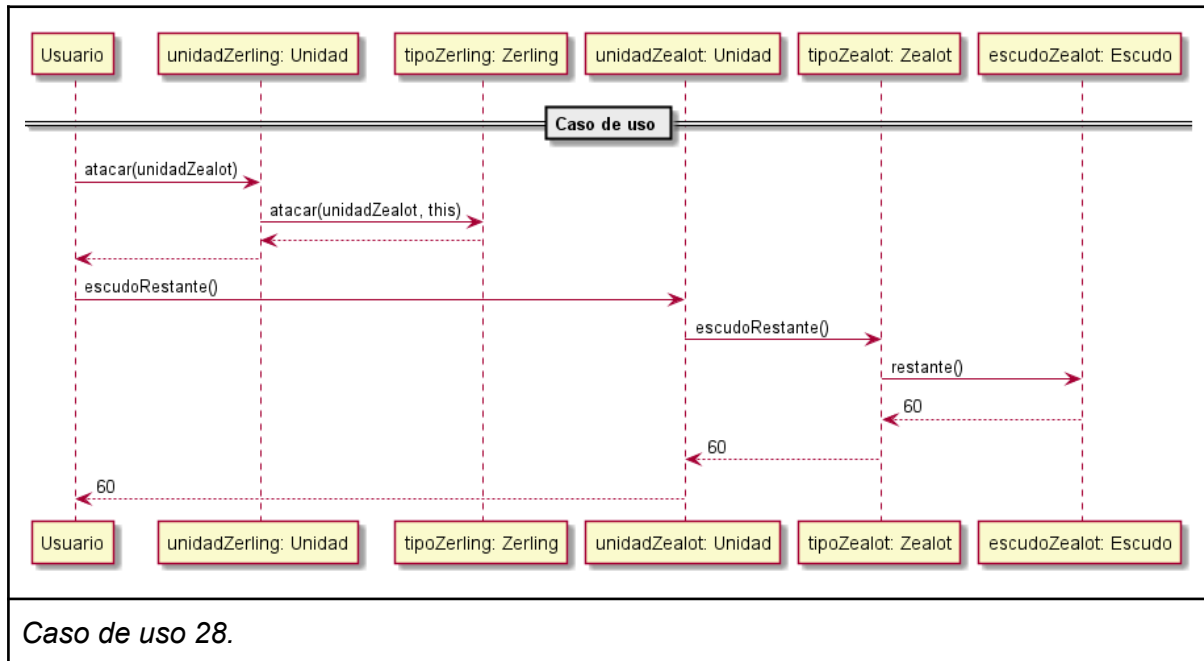 Usuario unidadZerling: Unidad tipoZerling: Zerling unidadZealot: Unidad tipoZealot: Zealot escudoZealot: Escudo
Caso de uso
atacar(unidadZealot)
atacar(unidadZealot, this)
escudoRestante()
escudoRestante()
restante()
60
60
60
Usuario unidadZerling: Unidad tipoZerling: Zerling unidadZealot: Unidad tipoZealot: Zealot escudoZealot: Escudo
Caso de uso 28.